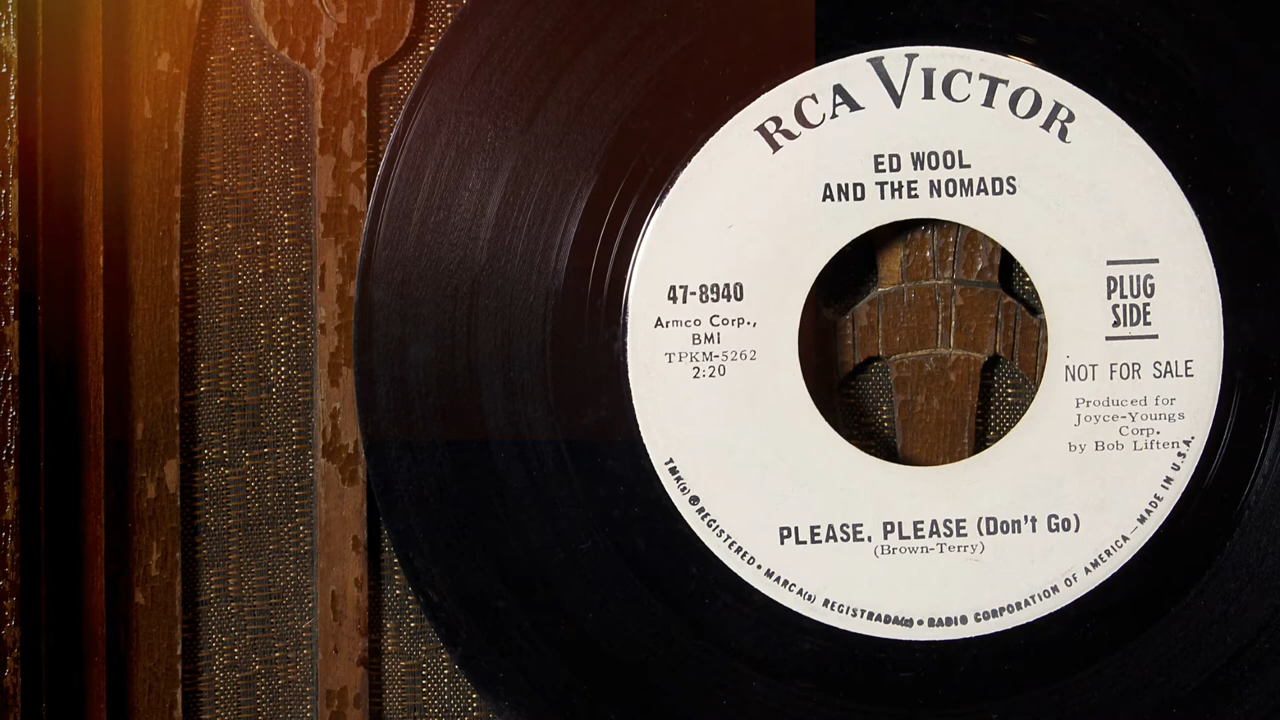 RCA VICTOR
ED WOOL
AND THE NOMADS
47-8940
Armco Corp.,
BMI
TPKM-5262
2:20
PLUG
SIDE
NOT FOR SALE
Produced for
Joyce-Youngs
Corp.
by Bob Liften
PLEASE, PLEASE (Don't Go)
(Brown-Terry)
TMK(s) ® REGISTERED • MARCA(s) REGISTRADA(s) • RADIO CORPORATION OF AMERICA—MADE IN U.S.A.